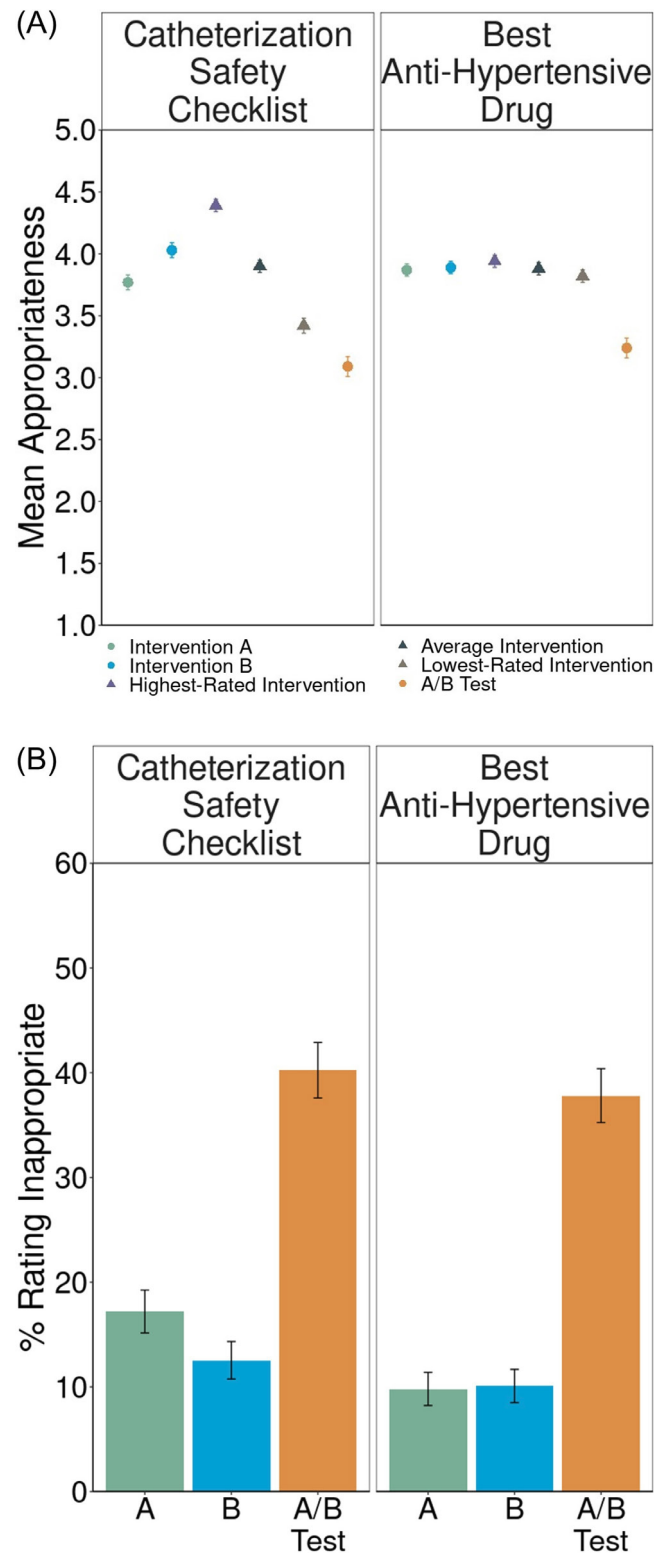 (A)
Catheterization
Safety
Checklist
Best
Anti-Hypertensive
Drug
Mean Appropriateness
5.0
4.5
4.0
3.5
3.0
2.5
2.0
1.5
1.0
Intervention A
Intervention B
Highest-Rated Intervention
Average Intervention
Lowest-Rated Intervention
A/B Test
(B)
Catheterization
Safety
Checklist
Best
Anti-Hypertensive
Drug
% Rating Inappropriate
60
50
40
30
20
10
0
A
B
A/B
Test
A
B
A/B
Test